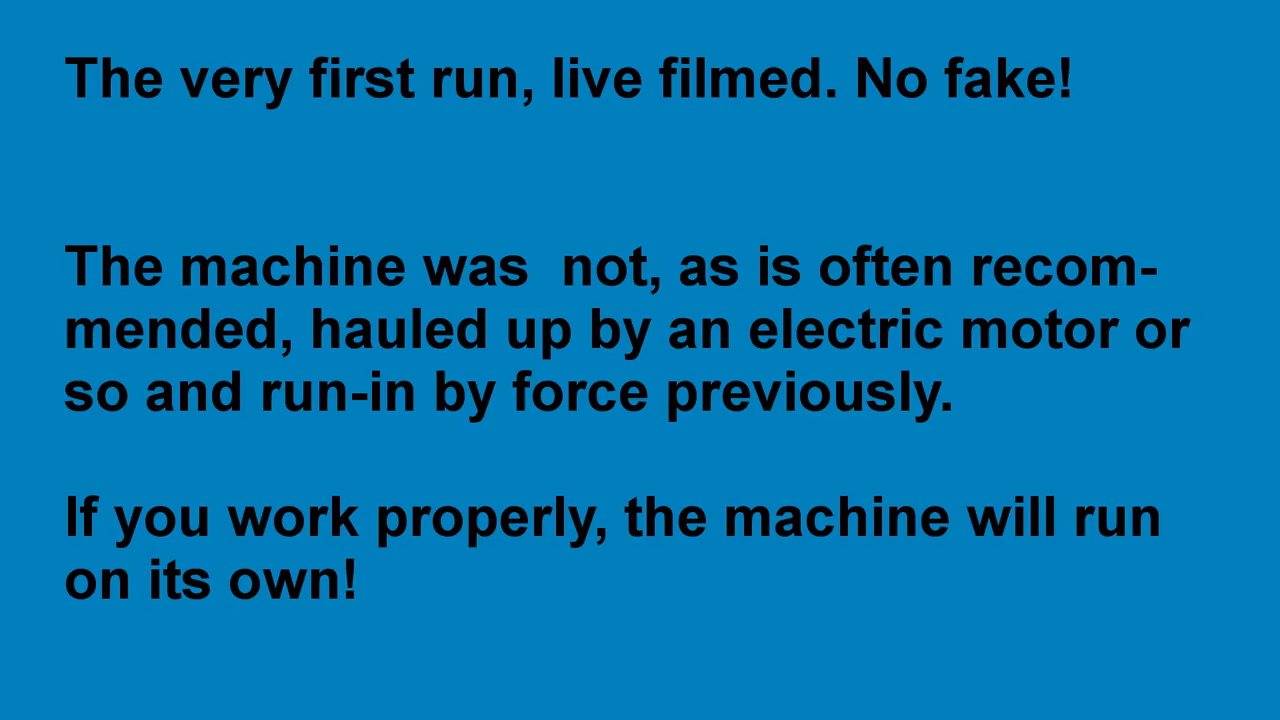 The very first run, live filmed. No fake!
The machine was  not, as is often recom-
mended, hauled up by an electric motor or
so and run-in by force previously.
If you work properly, the machine will run
on its own!